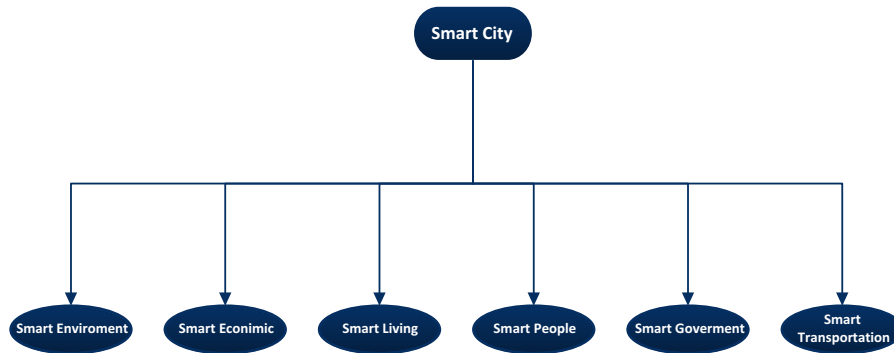 Smart City
Smart Enviroment
Smart Econimic
Smart Living
Smart People
Smart Goverment
Smart
Transportation